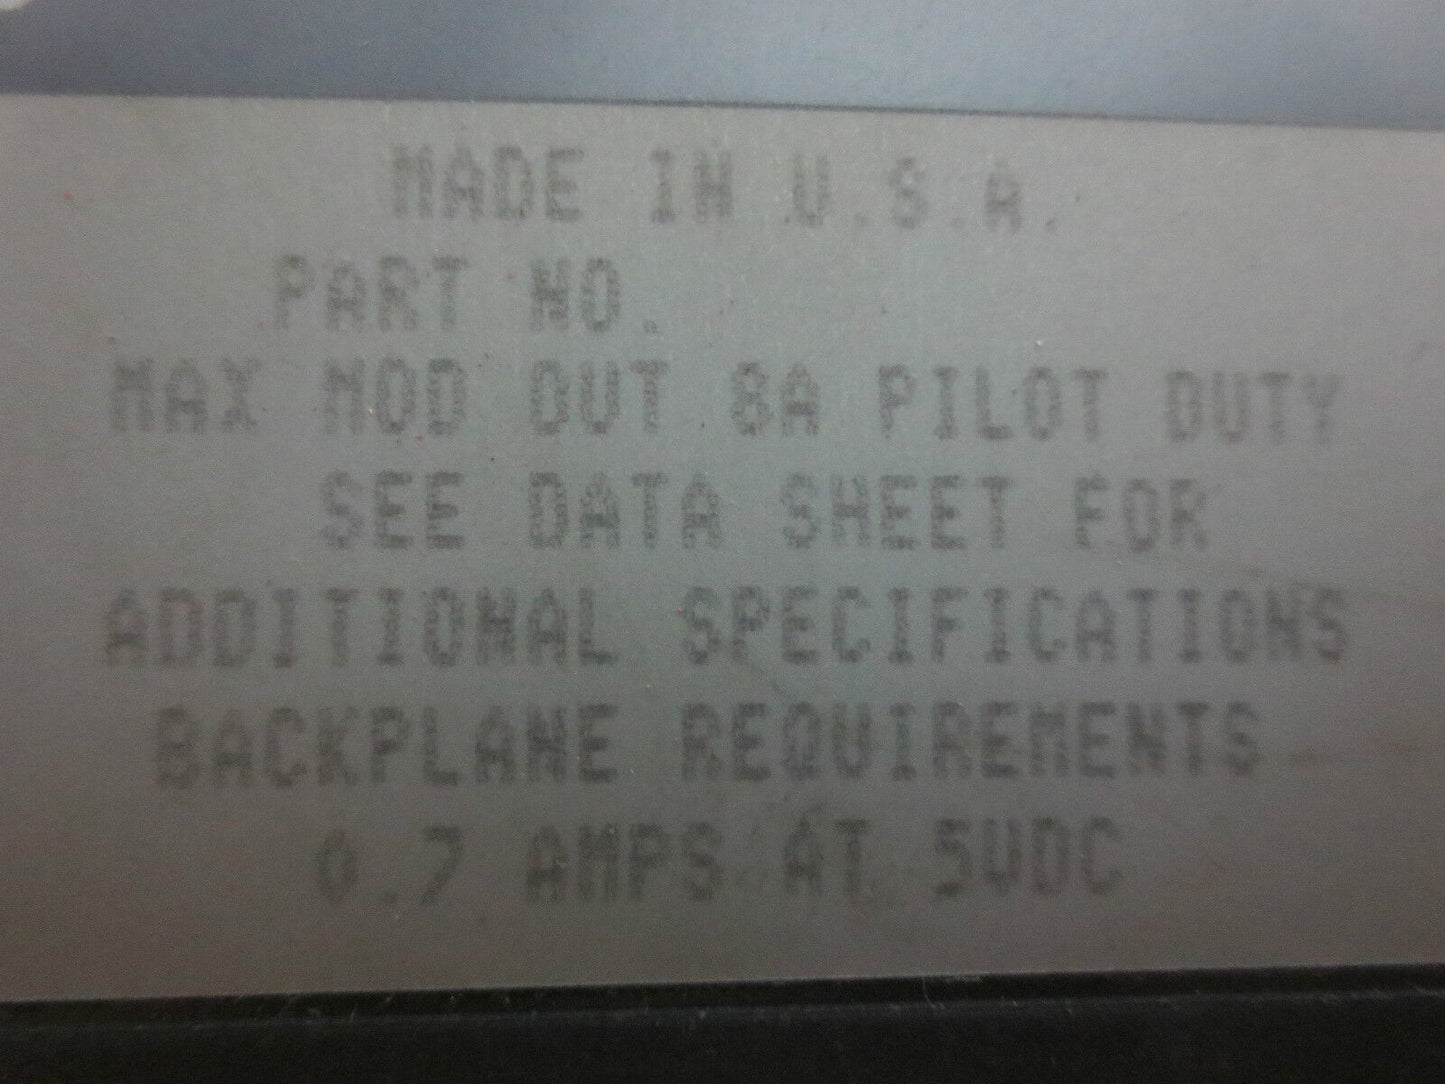 MADE IN U.S.A.
PART NO.
MAX MOD OUT 8A PILOT DUTY
SEE DATA SHEET FOR
ADDITIONAL SPECIFICATIONS
BACKPLANE REQUIREMENTS
0.7 AMPS AT 5VDC